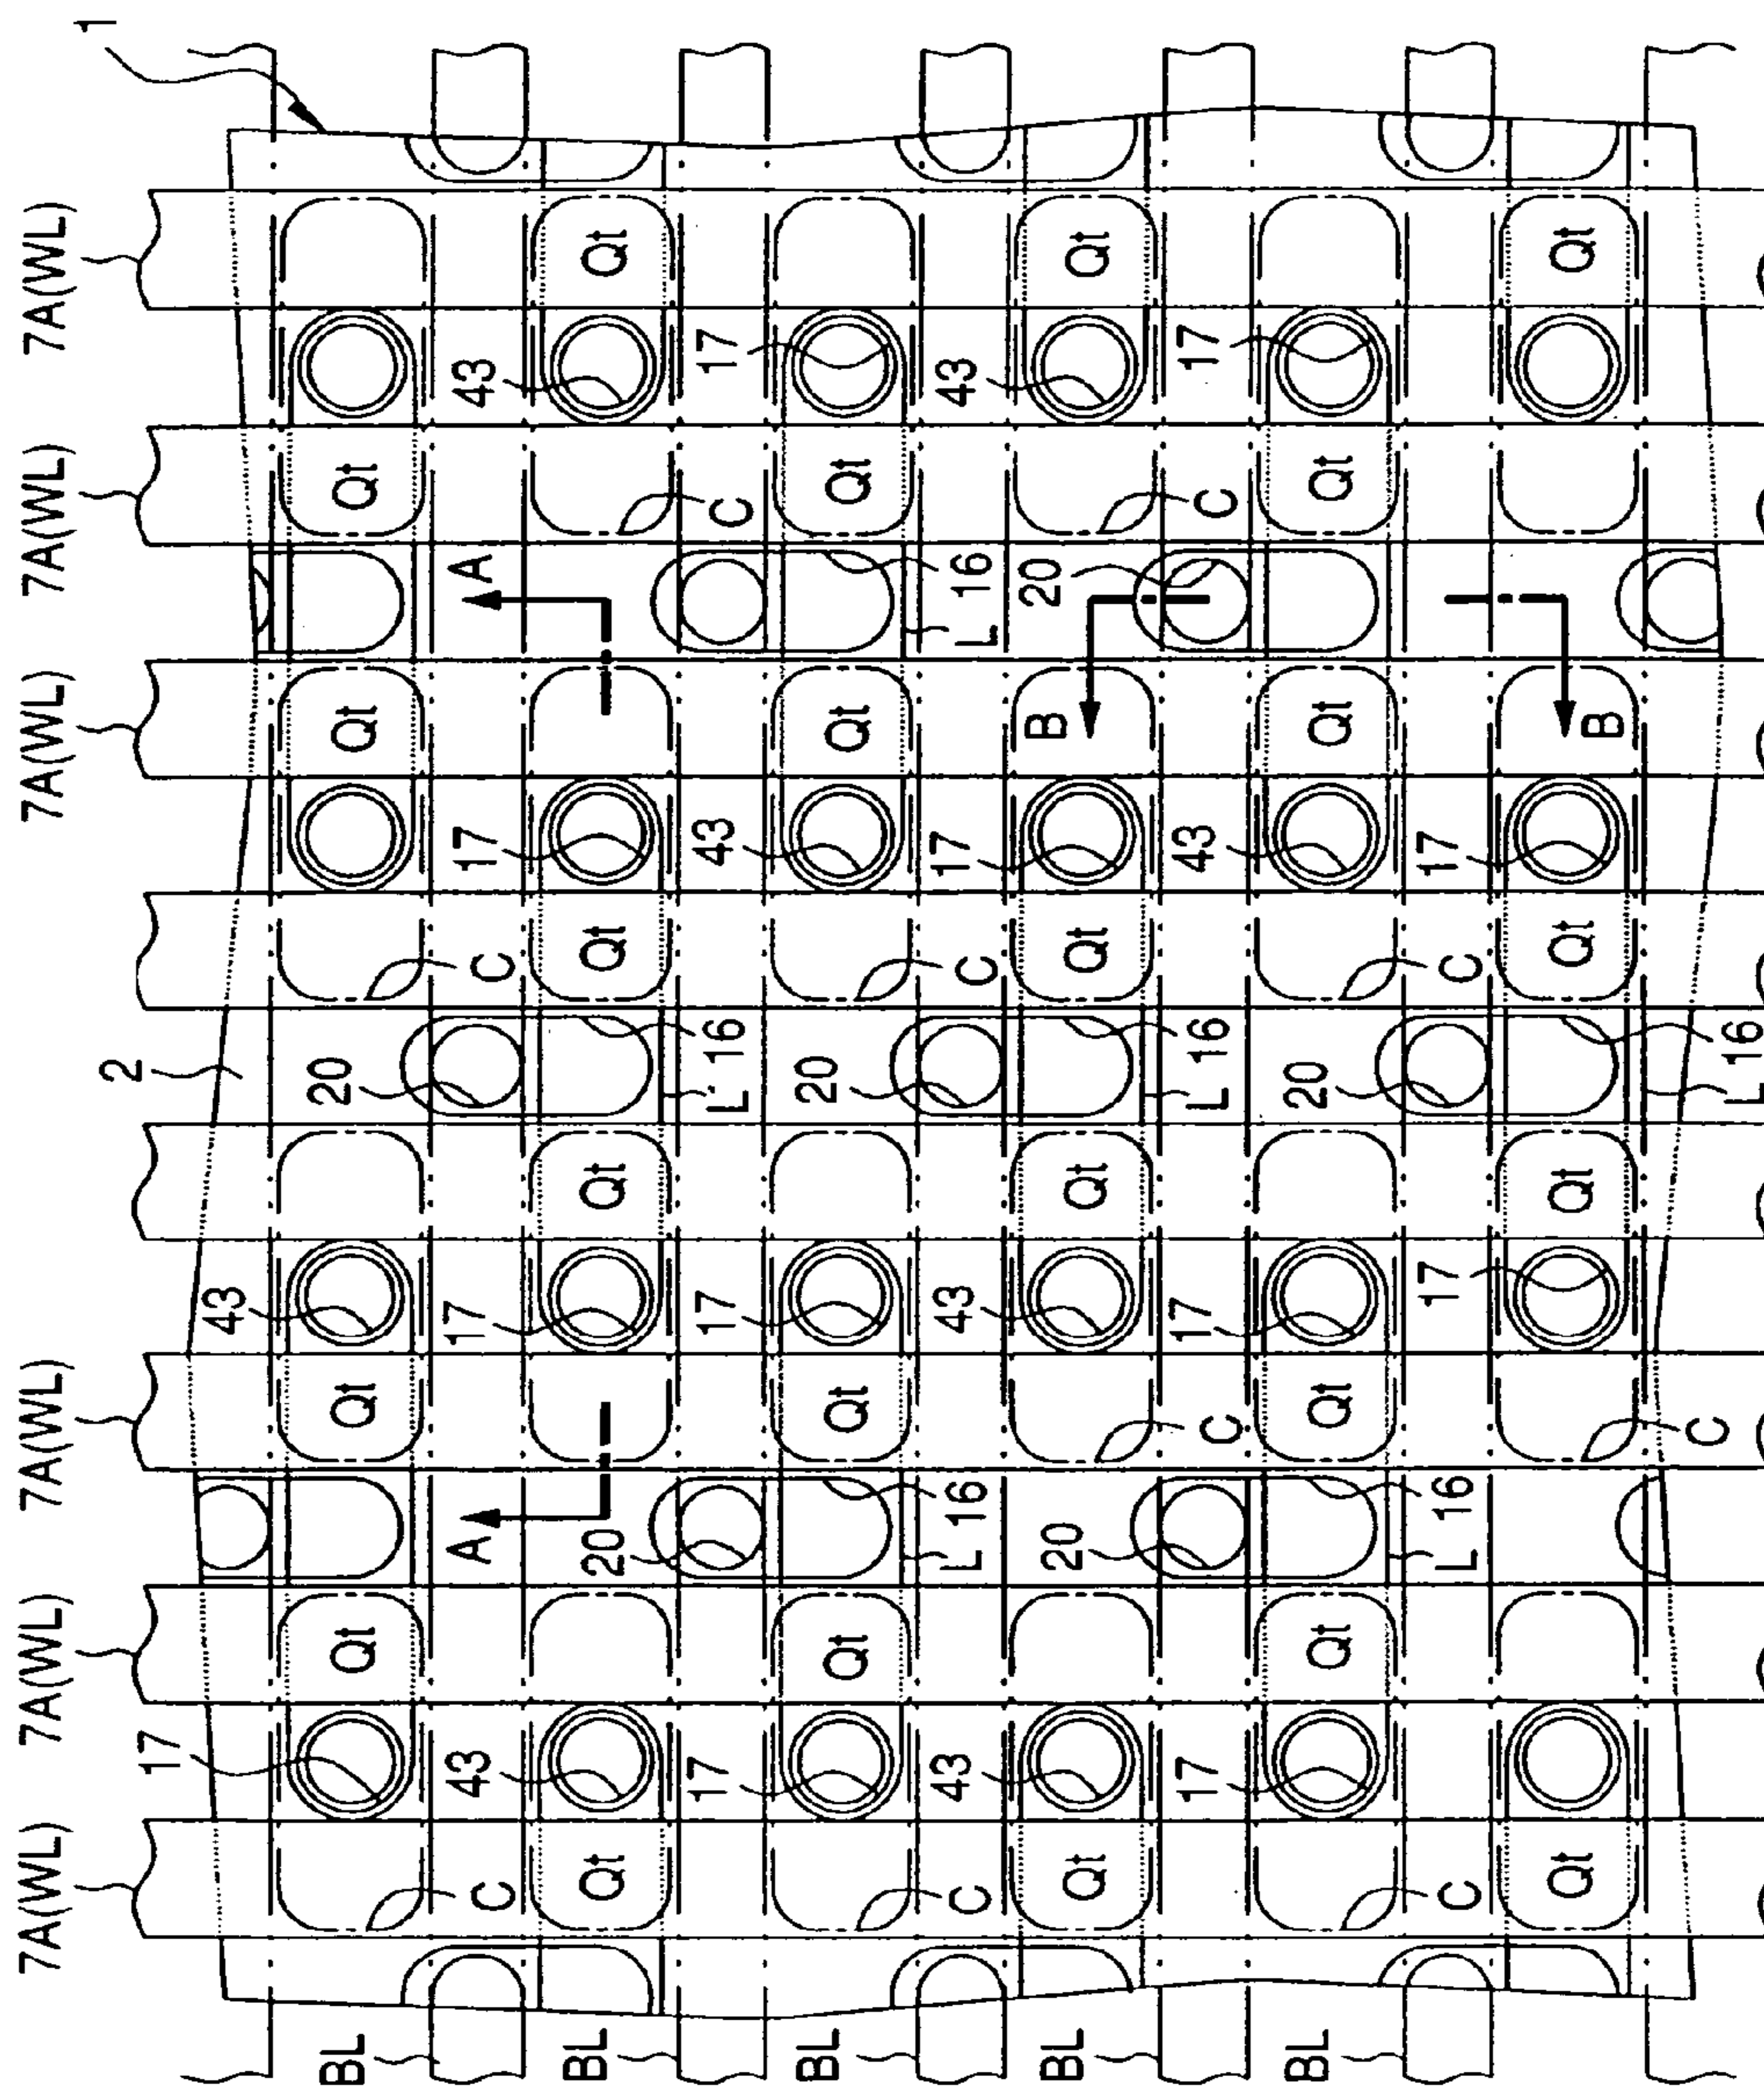 7A(WL) 7A(WL) 7A(WL) 7A(WL) 7A(WL) 7A(WL)
1
2
17
43
BL 20
Qt Qt Qt Qt
C 43 A 17 C 17 A 43
BL Qt 20 Qt Qt Qt
17 17 L 16 43 C 17
BL 20
Qt Qt Qt Qt
C 43 L 16 43 C 17 L 16 43
BL 20 B 20
Qt Qt Qt Qt
17 C 17 L 16 43 C 17
BL 20
Qt Qt Qt Qt
C L 16 17 C 17
Qt Qt Qt B Qt
C L 16